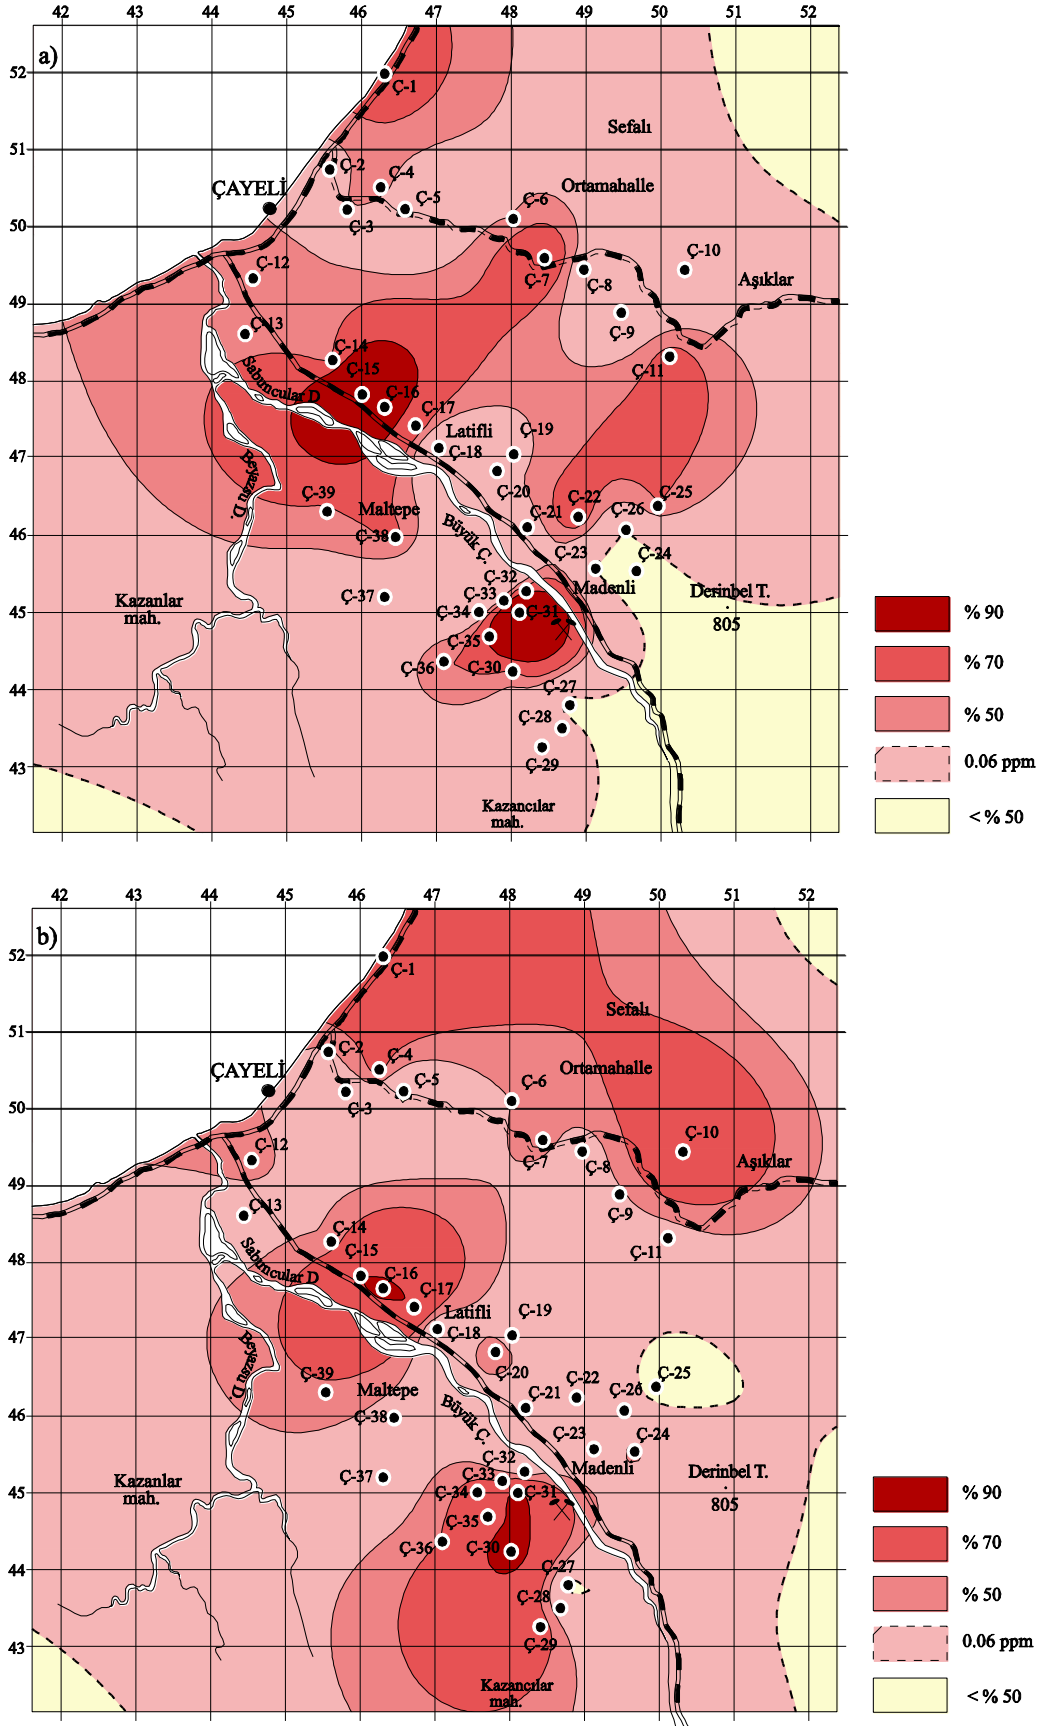 42 43 44 45 46 47 48 49 50 51 52
a)
52
Ç-1
Sefalı
51
Ç-2
Ç-4
ÇAYELİ
Ortamahalle
Ç-5
Ç-6
50
Ç-3
Ç-10
Ç-12
Ç-7
Ç-8
Aşıklar
49
Ç-13
Ç-9
Ç-14
Ç-15
Ç-11
48
Sabuncular D
Ç-16
Ç-17
Latifli
Ç-19
47
Ç-18
Beyazsu D.
Ç-39
Ç-20
Ç-22
Ç-25
Maltepe
Ç-21
Ç-26
46
Büyük Ç.
Ç-38
Ç-23
Ç-24
Ç-32
Madenli
Ç-33
Derinbel T.
Kazanlar
mah.
Ç-37
45
Ç-34
Ç-31
805
Ç-35
Ç-36
Ç-30
44
Ç-27
Ç-28
43
Ç-29
Kazancılar
mah.
% 90
% 70
% 50
0.06 ppm
< % 50
42 43 44 45 46 47 48 49 50 51 52
b)
52
Ç-1
Sefalı
51
Ç-2
Ç-4
ÇAYELİ
Ortamahalle
Ç-5
Ç-6
50
Ç-3
Ç-10
Ç-12
Ç-7
Ç-8
Aşıklar
49
Ç-13
Ç-9
Ç-14
Ç-15
Ç-11
48
Sabuncular D
Ç-16
Ç-17
Latifli
Ç-19
47
Ç-18
Beyazsu D.
Ç-39
Ç-20
Ç-22
Ç-25
Maltepe
Ç-21
Ç-26
46
Büyük Ç.
Ç-38
Ç-23
Ç-24
Ç-32
Madenli
Ç-33
Derinbel T.
Kazanlar
mah.
Ç-37
45
Ç-34
Ç-31
805
Ç-35
Ç-36
Ç-30
44
Ç-27
Ç-28
43
Ç-29
Kazancılar
mah.
% 90
% 70
% 50
0.06 ppm
< % 50